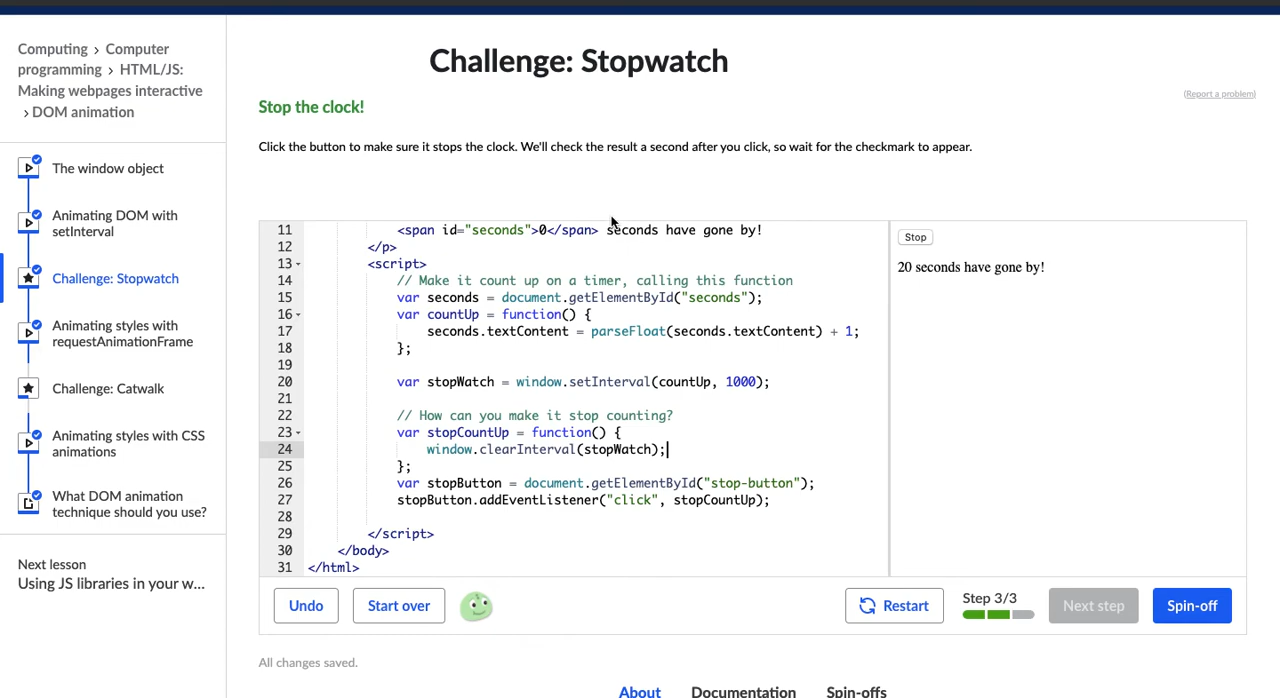 Computing › Computer
programming › HTML/JS:
Making webpages interactive
› DOM animation
The window object
Animating DOM with
setInterval
Challenge: Stopwatch
Animating styles with
requestAnimationFrame
Challenge: Catwalk
Animating styles with CSS
animations
What DOM animation
technique should you use?
Next lesson
Using JS libraries in your w...
Challenge: Stopwatch
(Report a problem)
Stop the clock!
Click the button to make sure it stops the clock. We'll check the result a second after you click, so wait for the checkmark to appear.
11 <span id="seconds">0</span> seconds have gone by!
12 </p>
13 <script>
14 // Make it count up on a timer, calling this function
15 var seconds = document.getElementById("seconds");
16 var countUp = function() {
17 seconds.textContent = parseFloat(seconds.textContent) + 1;
18 };
19
20 var stopWatch = window.setInterval(countUp, 1000);
21
22 // How can you make it stop counting?
23 var stopCountUp = function() {
24 window.clearInterval(stopWatch);
25 };
26 var stopButton = document.getElementById("stop-button");
27 stopButton.addEventListener("click", stopCountUp);
28
29 </script>
30 </body>
31 </html>
Stop
20 seconds have gone by!
Undo
Start over
Restart
Step 3/3
Next step
Spin-off
All changes saved.
About Documentation Spin-offs